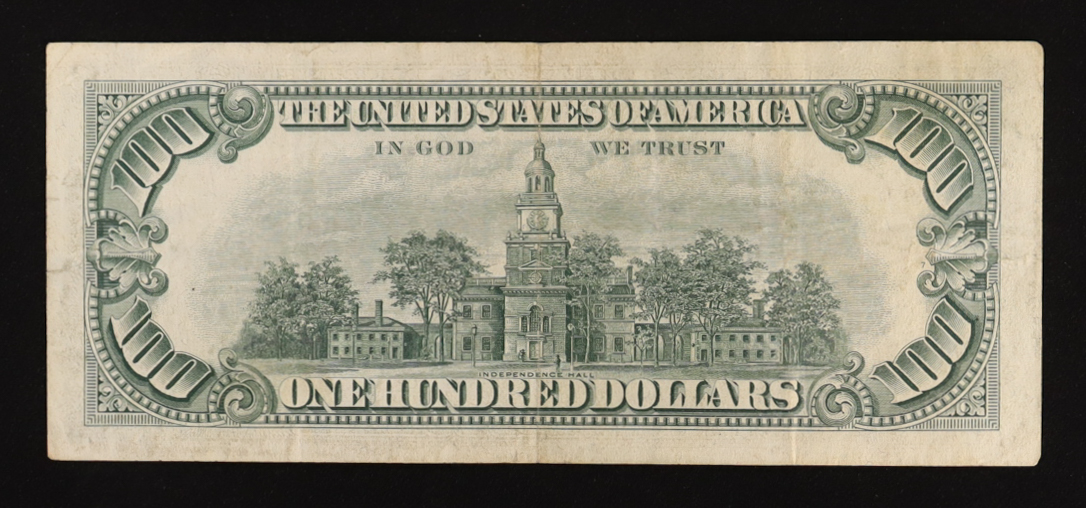 THE UNITED STATES OF AMERICA
100
100
IN GOD WE TRUST
INDEPENDENCE HALL
100
100
ONE HUNDRED DOLLARS